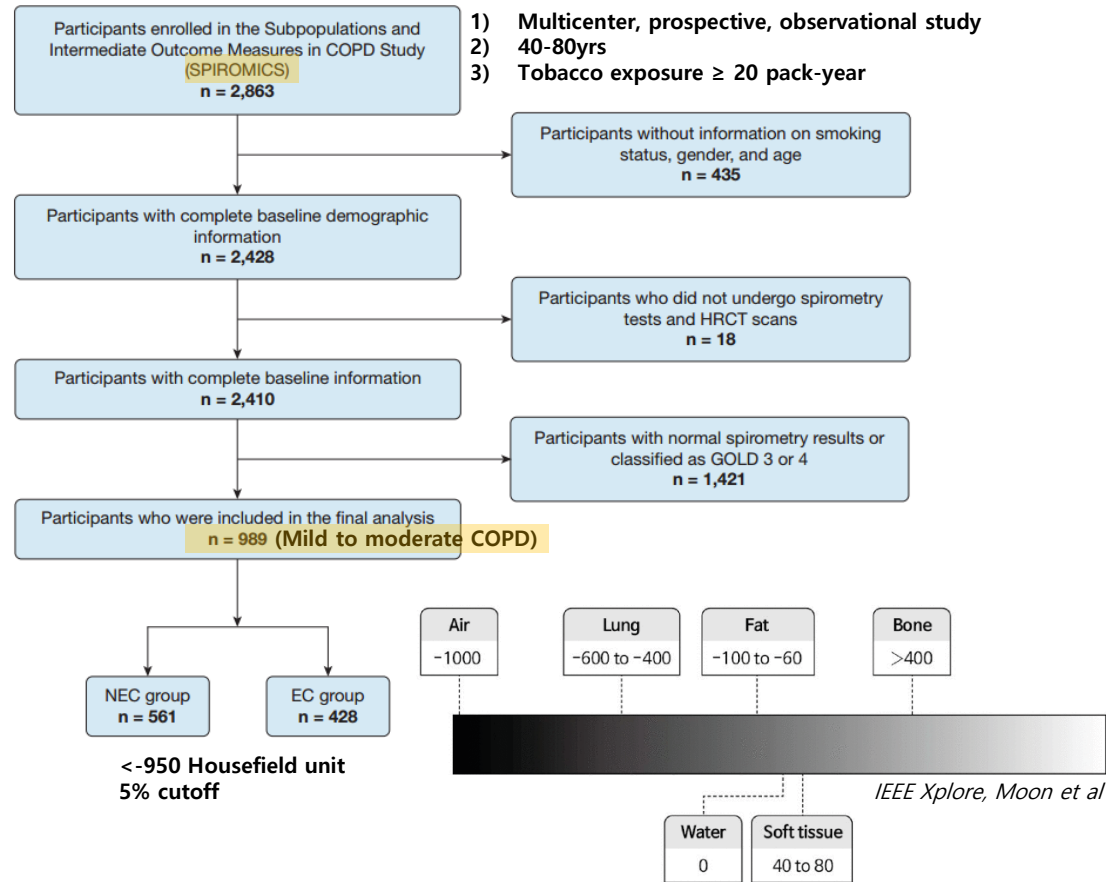 Participants enrolled in the Subpopulations and
Intermediate Outcome Measures in COPD Study
(SPIROMICS)
n = 2,863
1) Multicenter, prospective, observational study
2) 40-80yrs
3) Tobacco exposure ≥ 20 pack-year
Participants without information on smoking
status, gender, and age
n = 435
Participants with complete baseline demographic
information
n = 2,428
Participants who did not undergo spirometry
tests and HRCT scans
n = 18
Participants with complete baseline information
n = 2,410
Participants with normal spirometry results or
classified as GOLD 3 or 4
n = 1,421
Participants who were included in the final analysis
n = 989 (Mild to moderate COPD)
NEC group
n = 561
EC group
n = 428
<-950 Housefield unit
5% cutoff
Air
-1000
Lung
-600 to -400
Fat
-100 to -60
Bone
>400
IEEE Xplore, Moon et al
Water
0
Soft tissue
40 to 80